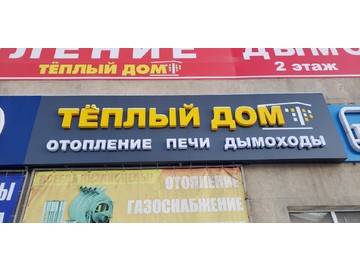 ЛЕНИЕ ДЫМО
ТЁПЛЫЙ ДОМ
2 этаж
ТЁПЛЫЙ ДОМ
ОТОПЛЕНИЕ ПЕЧИ ДЫМОХОДЫ
ОТОПЛЕНИЕ
ГАЗОСНАБЖЕНИЕ